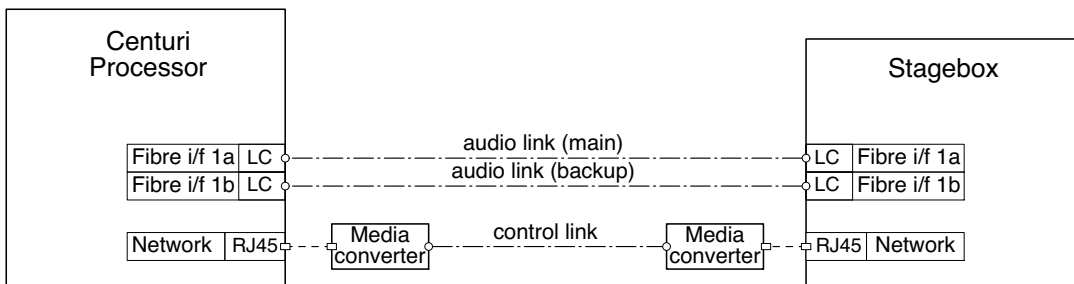 Centuri
Processor
Stagebox
audio link (main)
Fibre i/f 1a LC
LC Fibre i/f 1a
audio link (backup)
Fibre i/f 1b LC
LC Fibre i/f 1b
Network RJ45
Media
converter
control link
Media
converter
RJ45 Network